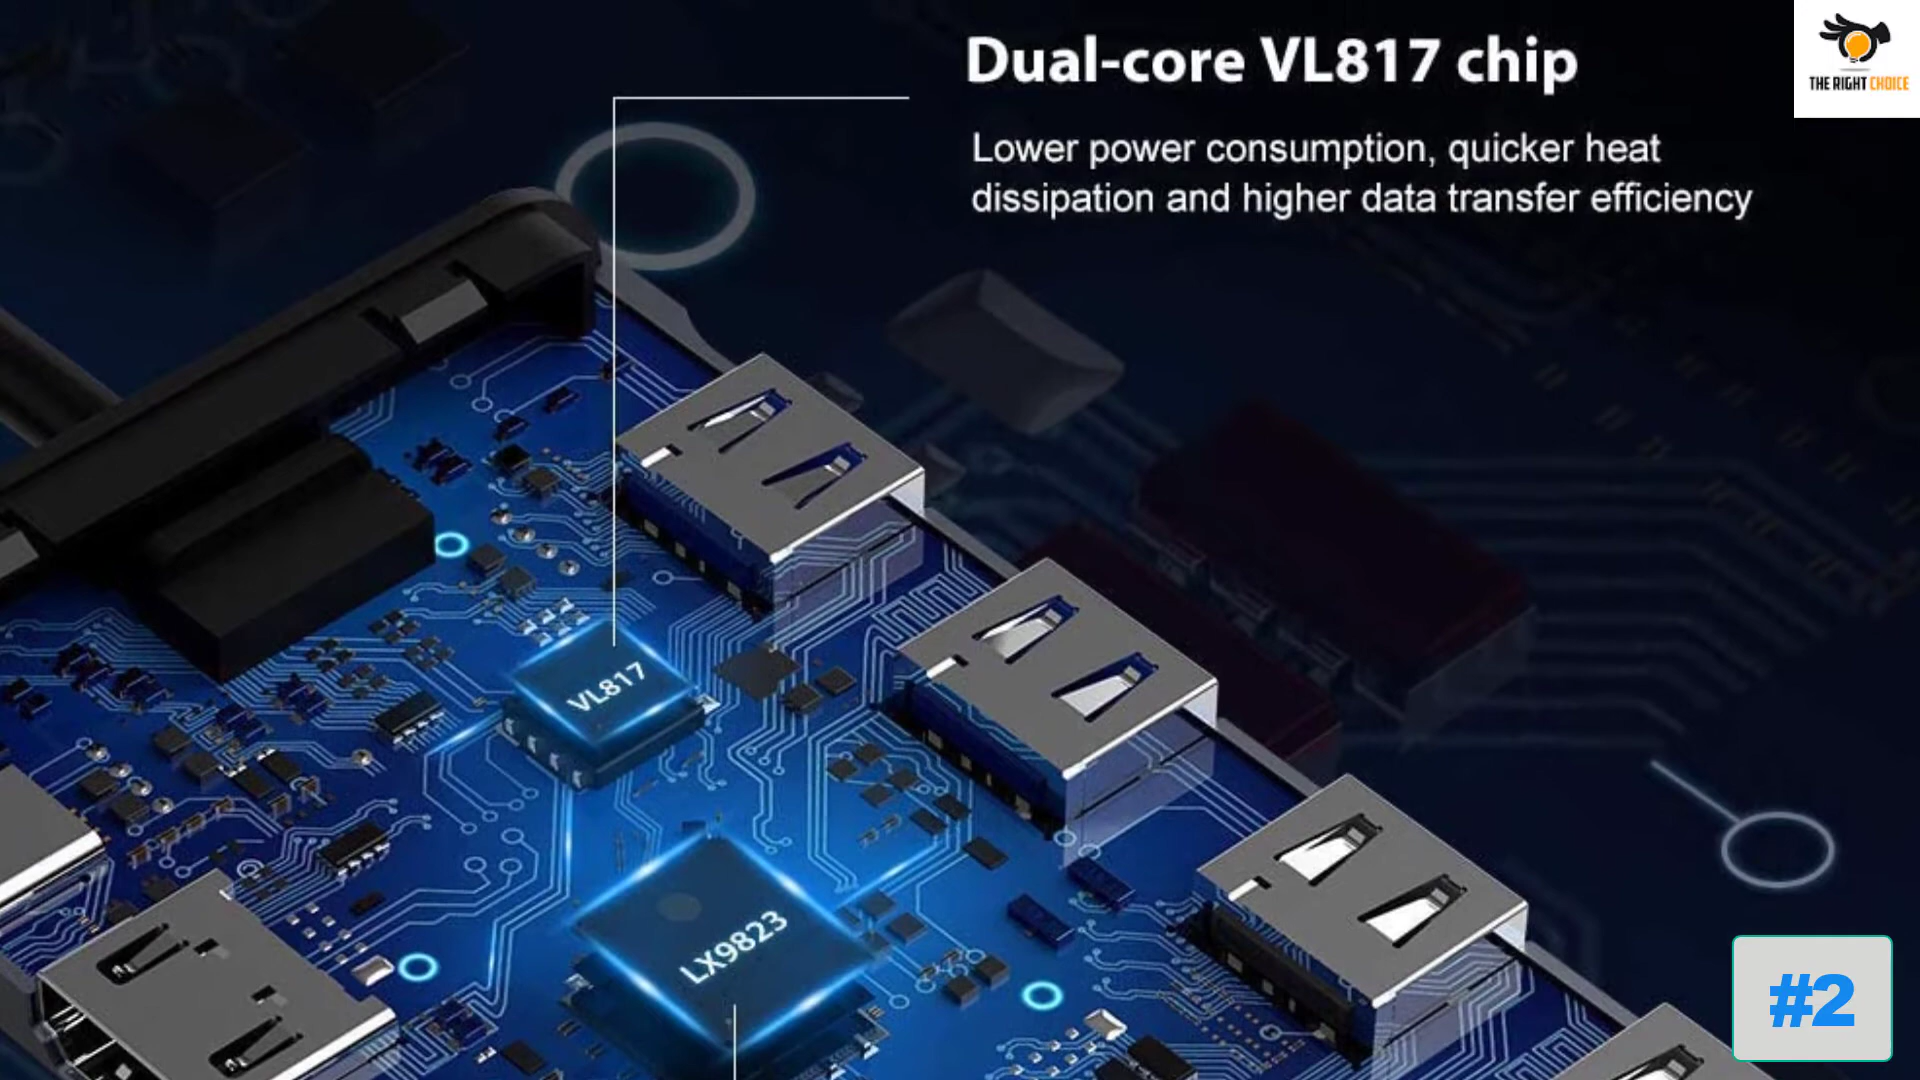 Dual-core VL817 chip
THE RIGHT CHOICE
Lower power consumption, quicker heat
dissipation and higher data transfer efficiency
VL817
LX9823
#2